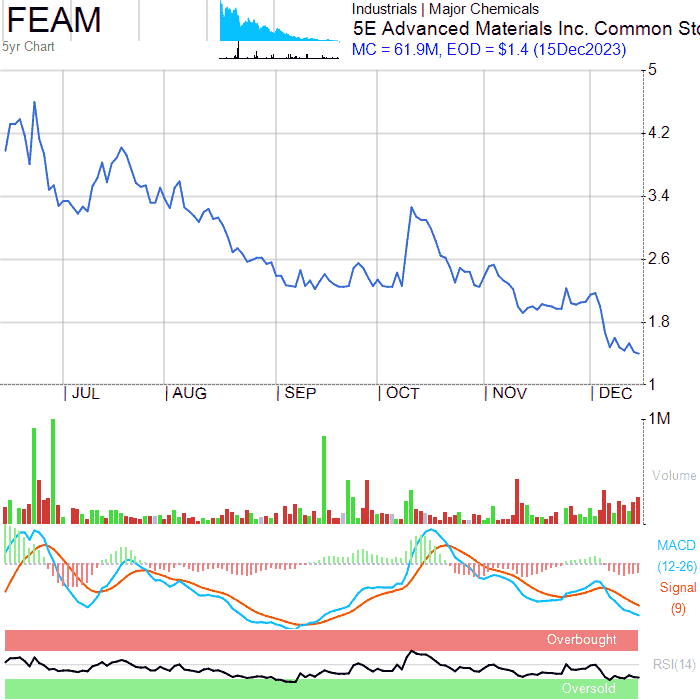 FEAM
5yr Chart
Industrials | Major Chemicals
5E Advanced Materials Inc. Common Sto
MC = 61.9M, EOD = $1.4 (15Dec2023)
5
4.2
3.4
2.6
1.8
1
JUL
AUG
SEP
OCT
NOV
DEC
1M
Volume
MACD
(12-26)
Signal
(9)
Overbought
RSI(14)
Oversold